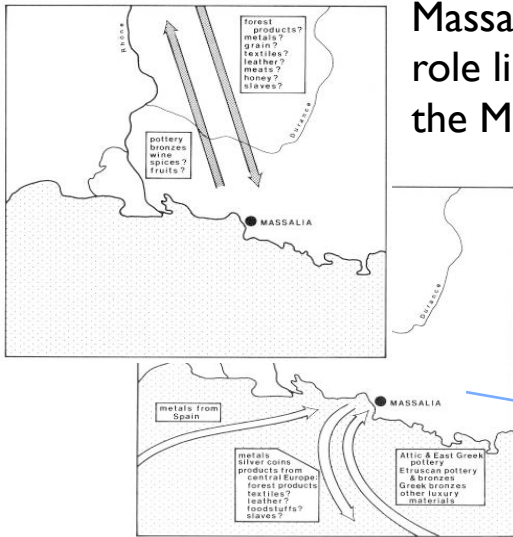 Massa
role li
the M
Rhône
forest
products?
metals?
grain?
textiles?
leather?
meats?
honey?
slaves?
Durance
pottery
bronzes
wine
spices?
fruits?
MASSALIA
Durance
MASSALIA
metals from
Spain
metals
silver coins
products from
central Europe:
forest products
textiles?
leather?
foodstuffs?
slaves?
Attic & East Greek
pottery
Etruscan pottery
& bronzes
Greek bronzes
other luxury
materials